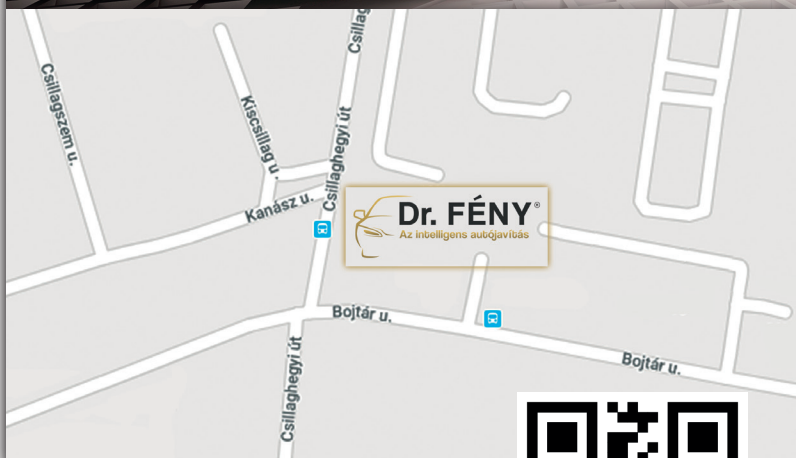 Csillag
Csillagszem u.
Kiscsillag u.
Csillaghegyi út
Kanász u.
Dr. FÉNY®
Az intelligens autójavítás
Bojtár u.
Bojtár u.
Csillaghegyi út